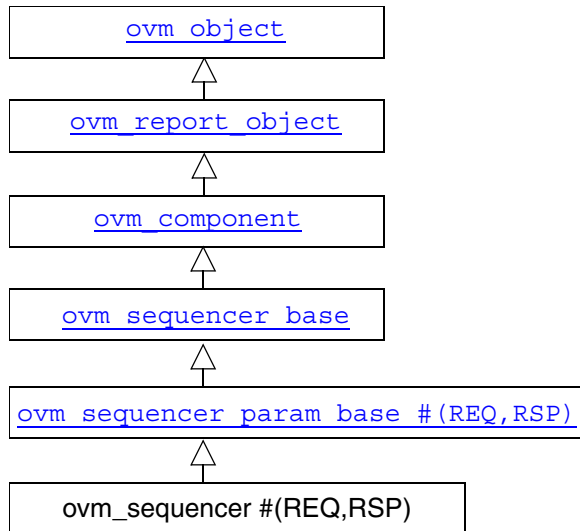 ovm_object
ovm_report_object
ovm_component
ovm_sequencer_base
ovm_sequencer_param_base #(REQ,RSP)
ovm_sequencer #(REQ,RSP)